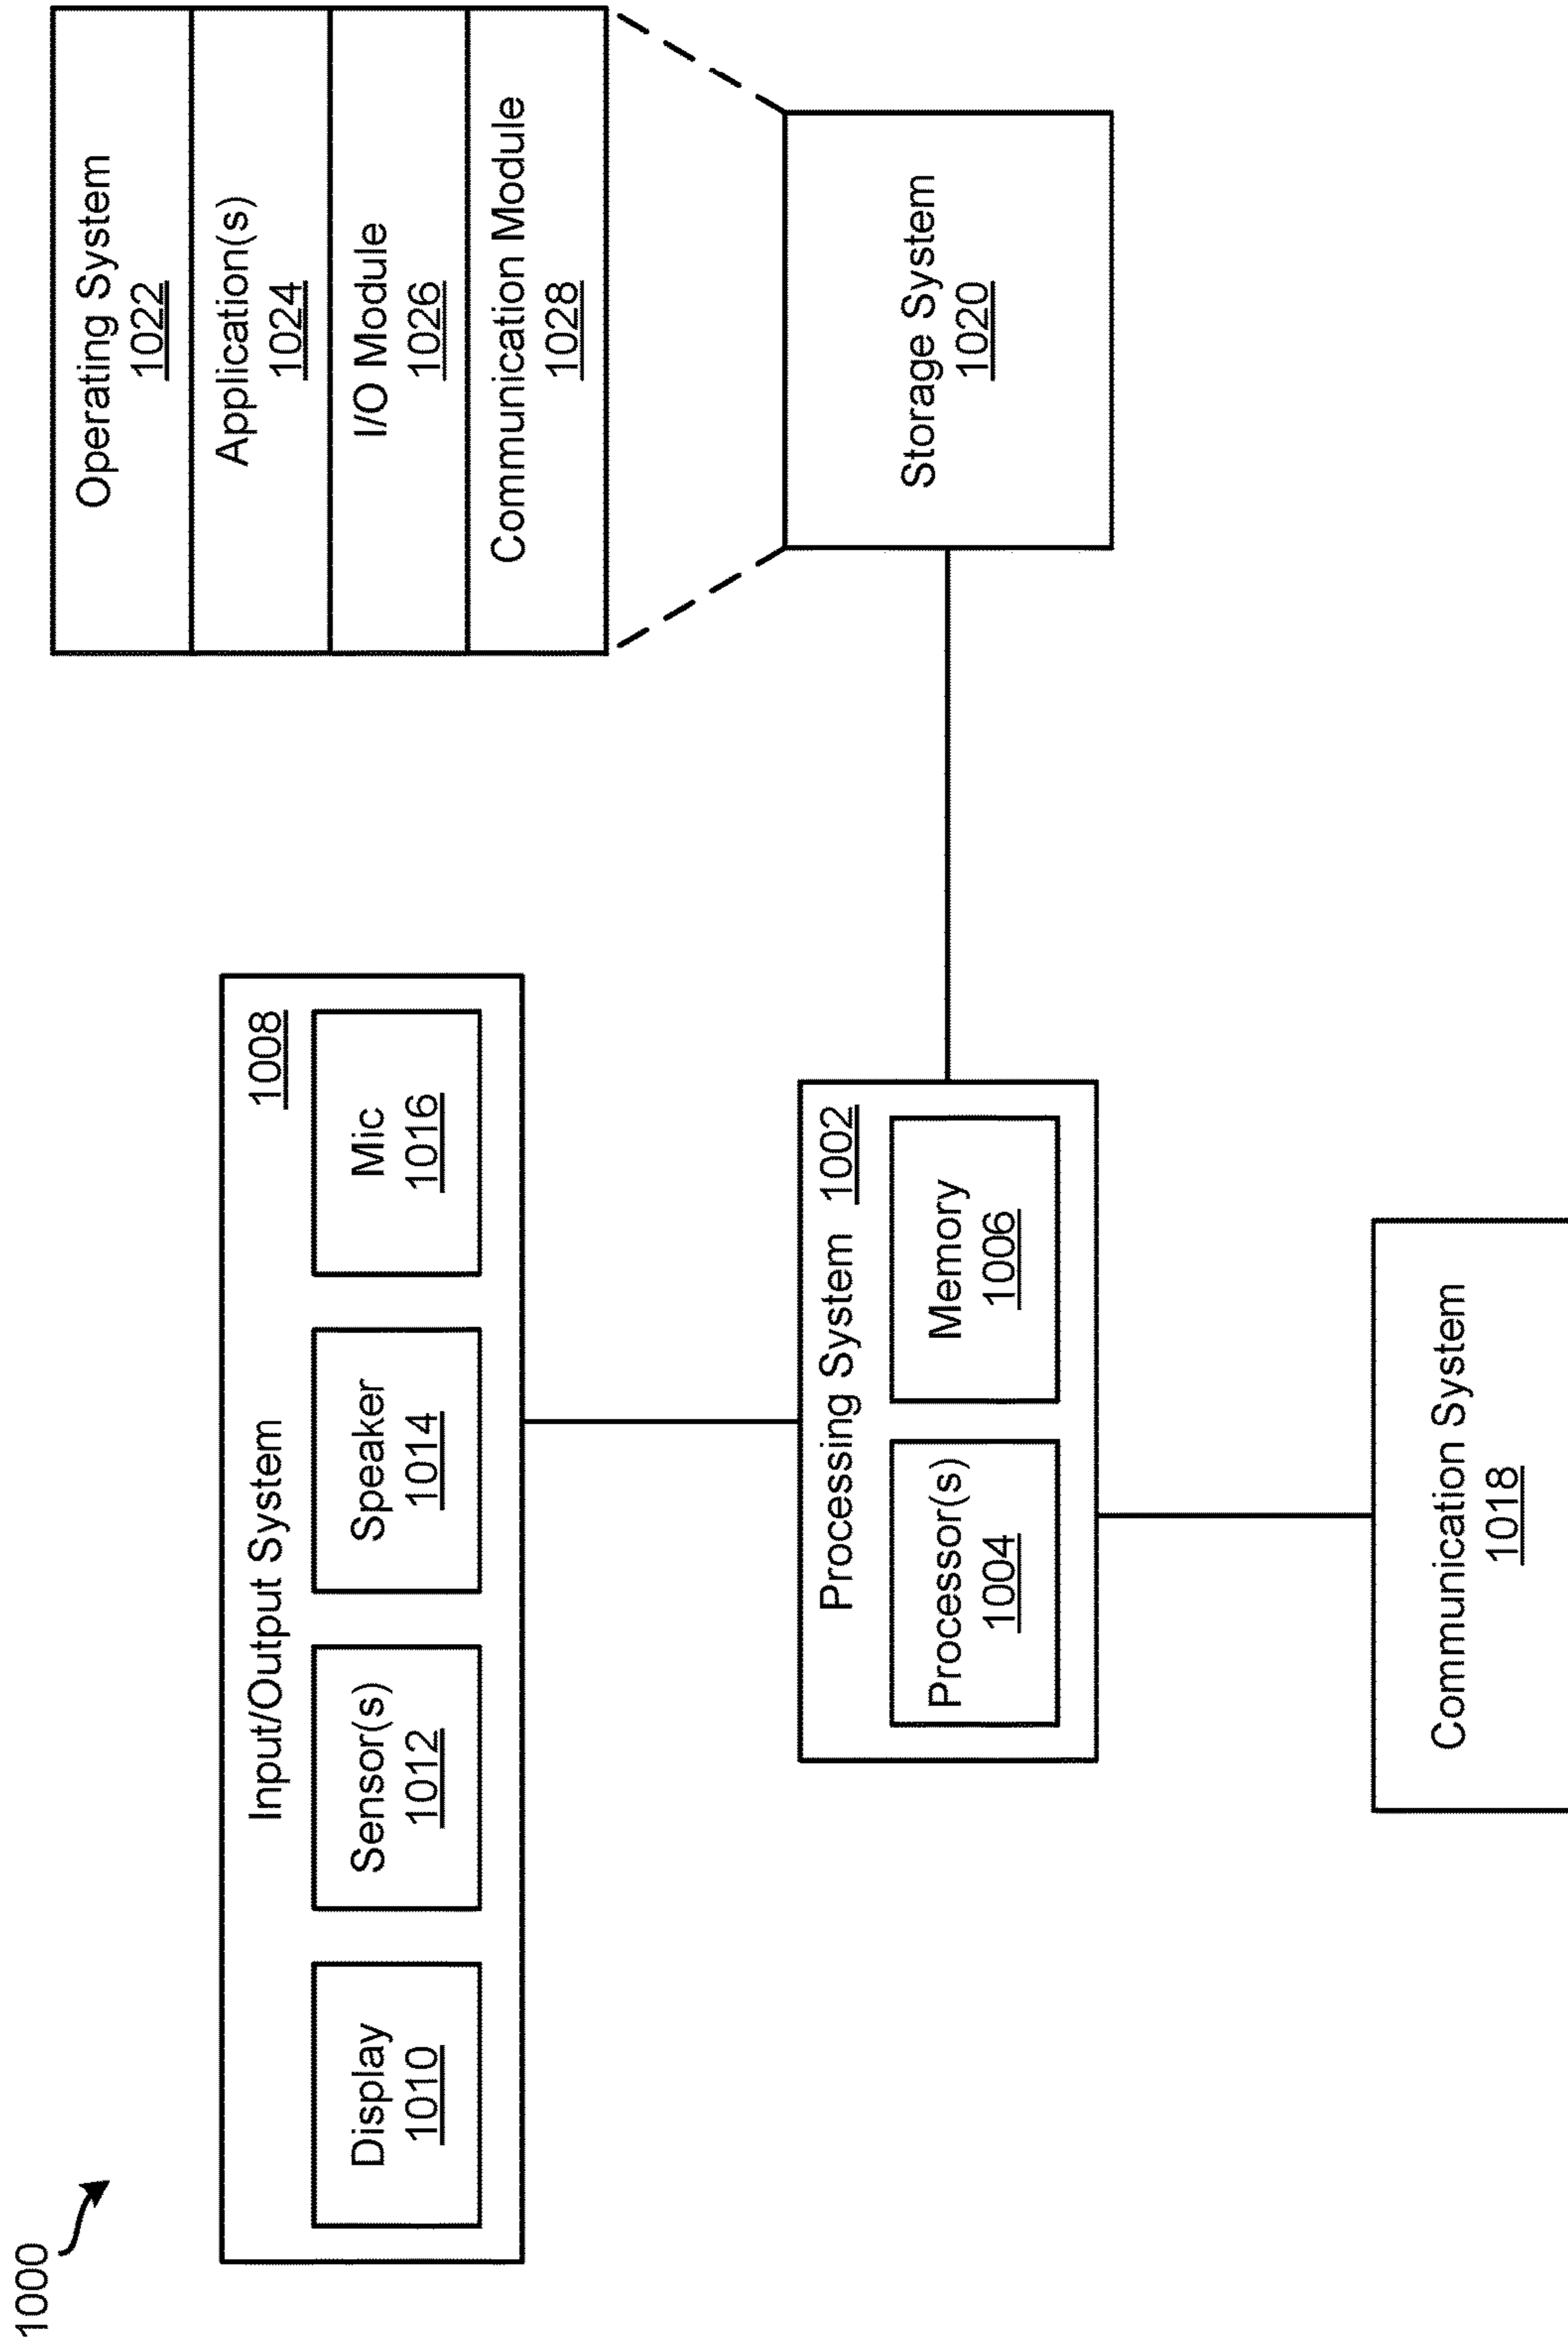 1000
Input/Output System
1008
Display
1010
Sensor(s)
1012
Speaker
1014
Mic
1016
Operating System
1022
Application(s)
1024
I/O Module
1026
Communication Module
1028
Processing System
1002
Processor(s)
1004
Memory
1006
Storage System
1020
Communication System
1018